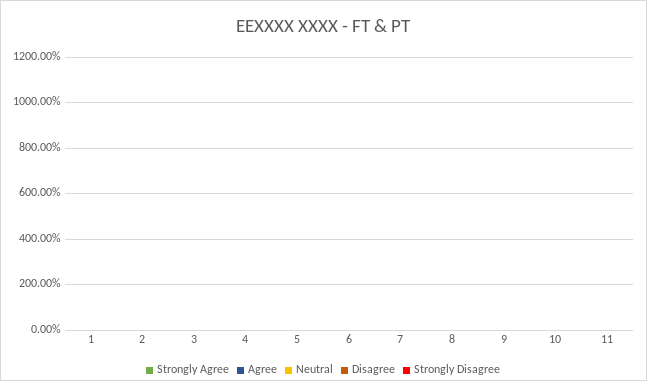 EEXXXX XXXX - FT & PT
1200.00%
1000.00%
800.00%
600.00%
400.00%
200.00%
0.00%
1 2 3 4 5 6 7 8 9 10 11
Strongly Agree Agree Neutral Disagree Strongly Disagree